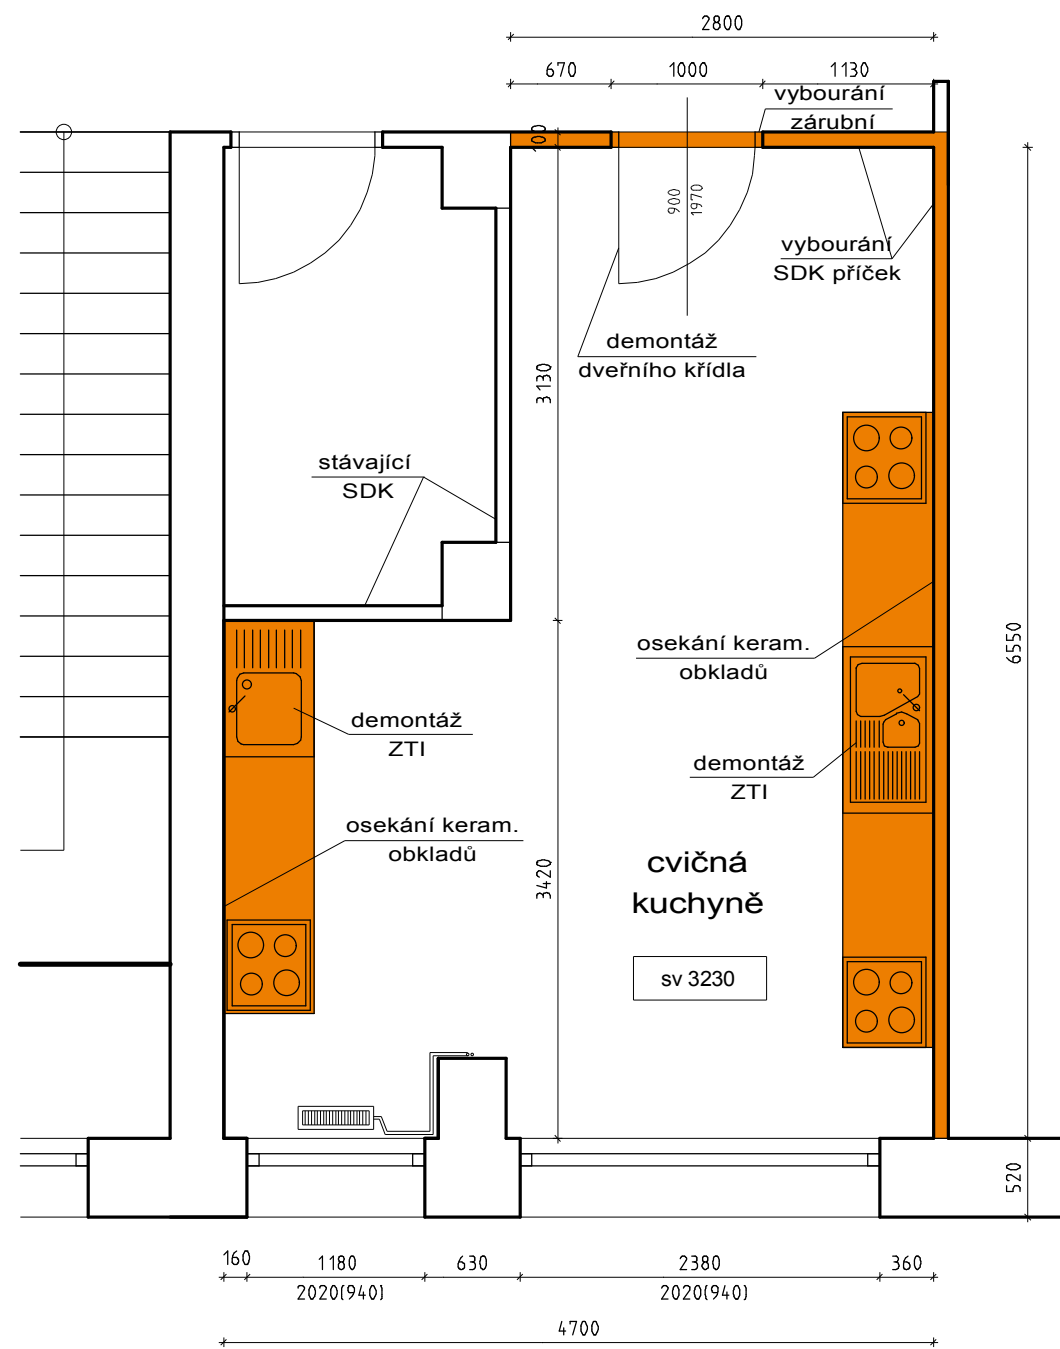 2800
670
1000
1130
vybourání
zárubní
100
900
1970
vybourání
SDK příček
demontáž
dveřního křídla
3130
stávající
SDK
osekání keram.
obkladů
6550
demontáž
ZTI
demontáž
ZTI
osekání keram.
obkladů
cvičná
kuchyně
3420
sv 3230
520
160
1180
630
2380
360
2020(940)
2020(940)
4700